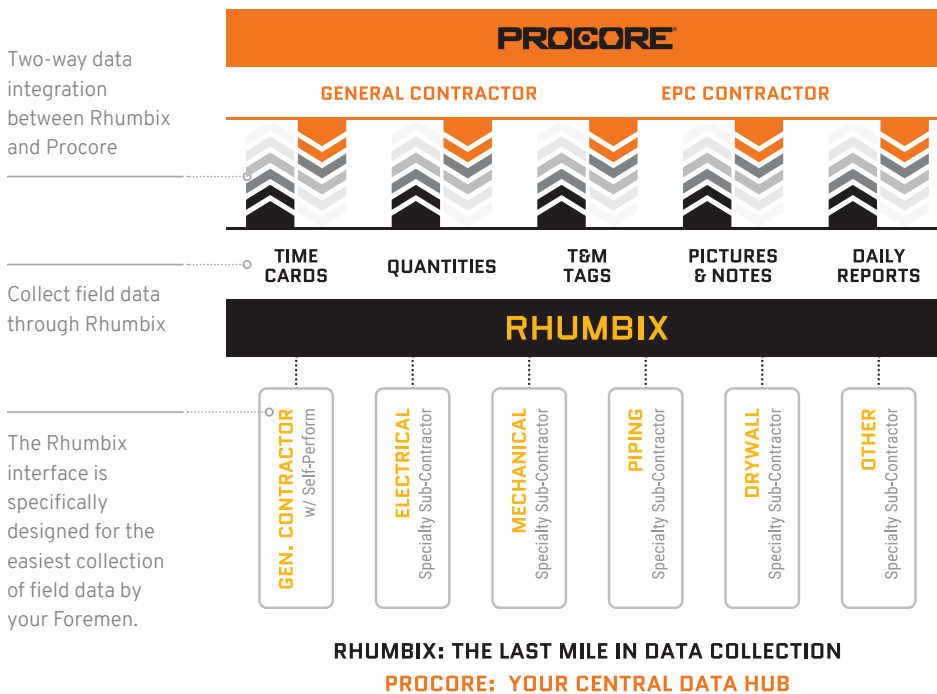 PROCORE
Two-way data
integration
between Rhumbix
and Procore
GENERAL CONTRACTOR
EPC CONTRACTOR
TIME
CARDS
QUANTITIES
T&M
TAGS
PICTURES
& NOTES
DAILY
REPORTS
Collect field data
through Rhumbix
RHUMBIX
The Rhumbix
interface is
specifically
designed for the
easiest collection
of field data by
your Foremen.
GEN. CONTRACTOR
w/ Self-Perform
ELECTRICAL
Specialty Sub-Contractor
MECHANICAL
Specialty Sub-Contractor
PIPING
Specialty Sub-Contractor
DRYWALL
Specialty Sub-Contractor
OTHER
Specialty Sub-Contractor
RHUMBIX: THE LAST MILE IN DATA COLLECTION
PROCORE: YOUR CENTRAL DATA HUB